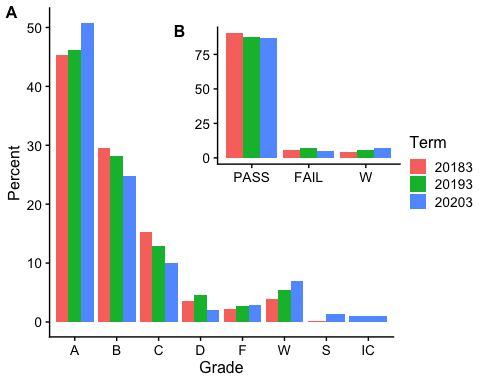 A
B
50
40
30
20
10
0
Percent
A B C D F W S IC
Grade
75
50
25
0
PASS FAIL W
Term
20183
20193
20203